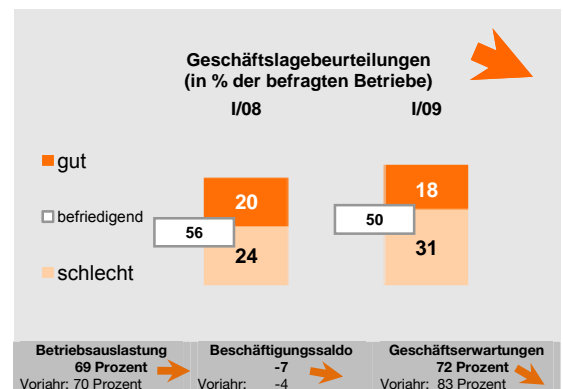 Geschäftslagebeurteilungen
(in % der befragten Betriebe)
I/08 I/09
gut
befriedigend
schlecht
20
56
24
18
50
31
Betriebsauslastung
69 Prozent
Vorjahr: 70 Prozent
Beschäftigungssaldo
-7
Vorjahr: -4
Geschäftserwartungen
72 Prozent
Vorjahr: 83 Prozent